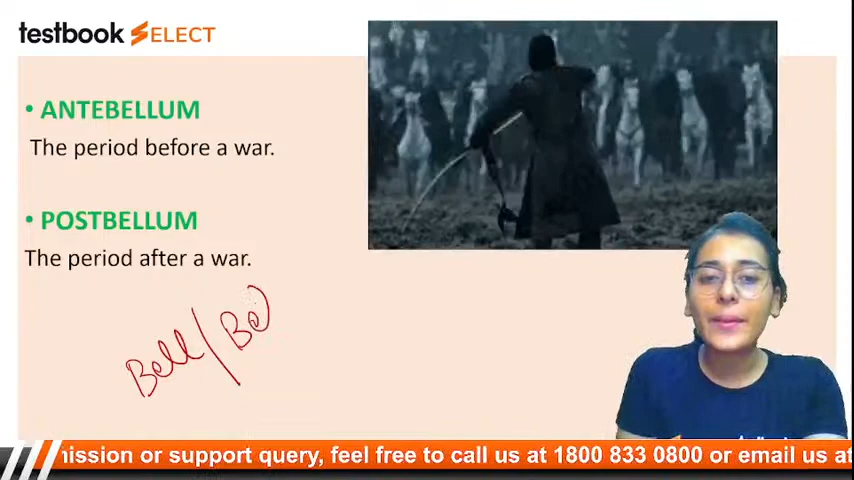 testbook SELECT
• ANTEBELLUM
The period before a war.
• POSTBELLUM
The period after a war.
Bell/Bel
mission or support query, feel free to call us at 1800 833 0800 or email us at